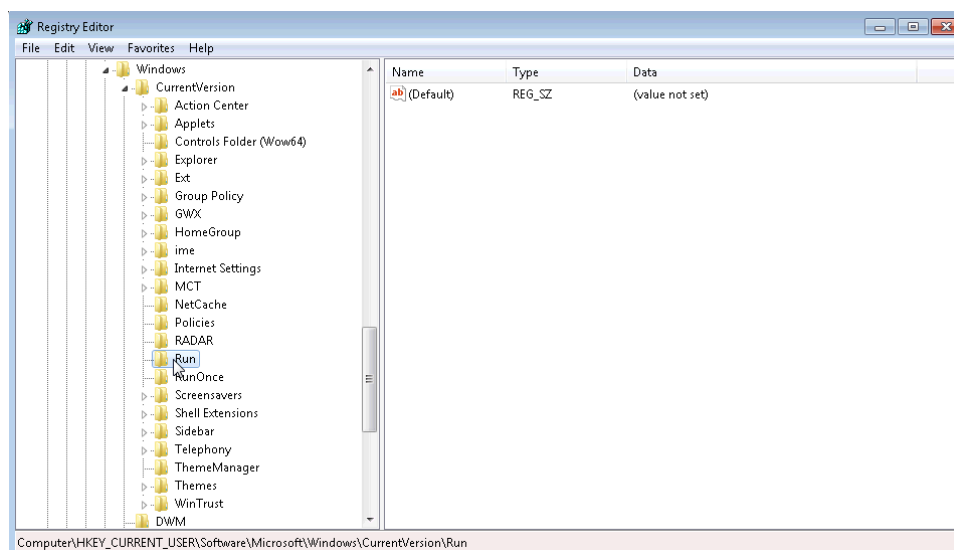 Registry Editor
File Edit View Favorites Help
Windows
CurrentVersion
Action Center
Applets
Controls Folder (Wow64)
Explorer
Ext
Group Policy
GWX
HomeGroup
ime
Internet Settings
MCT
NetCache
Policies
RADAR
Run
RunOnce
Screensavers
Shell Extensions
Sidebar
Telephony
ThemeManager
Themes
WinTrust
DWM
Name Type Data
ab (Default) REG_SZ (value not set)
Computer\HKEY_CURRENT_USER\Software\Microsoft\Windows\CurrentVersion\Run